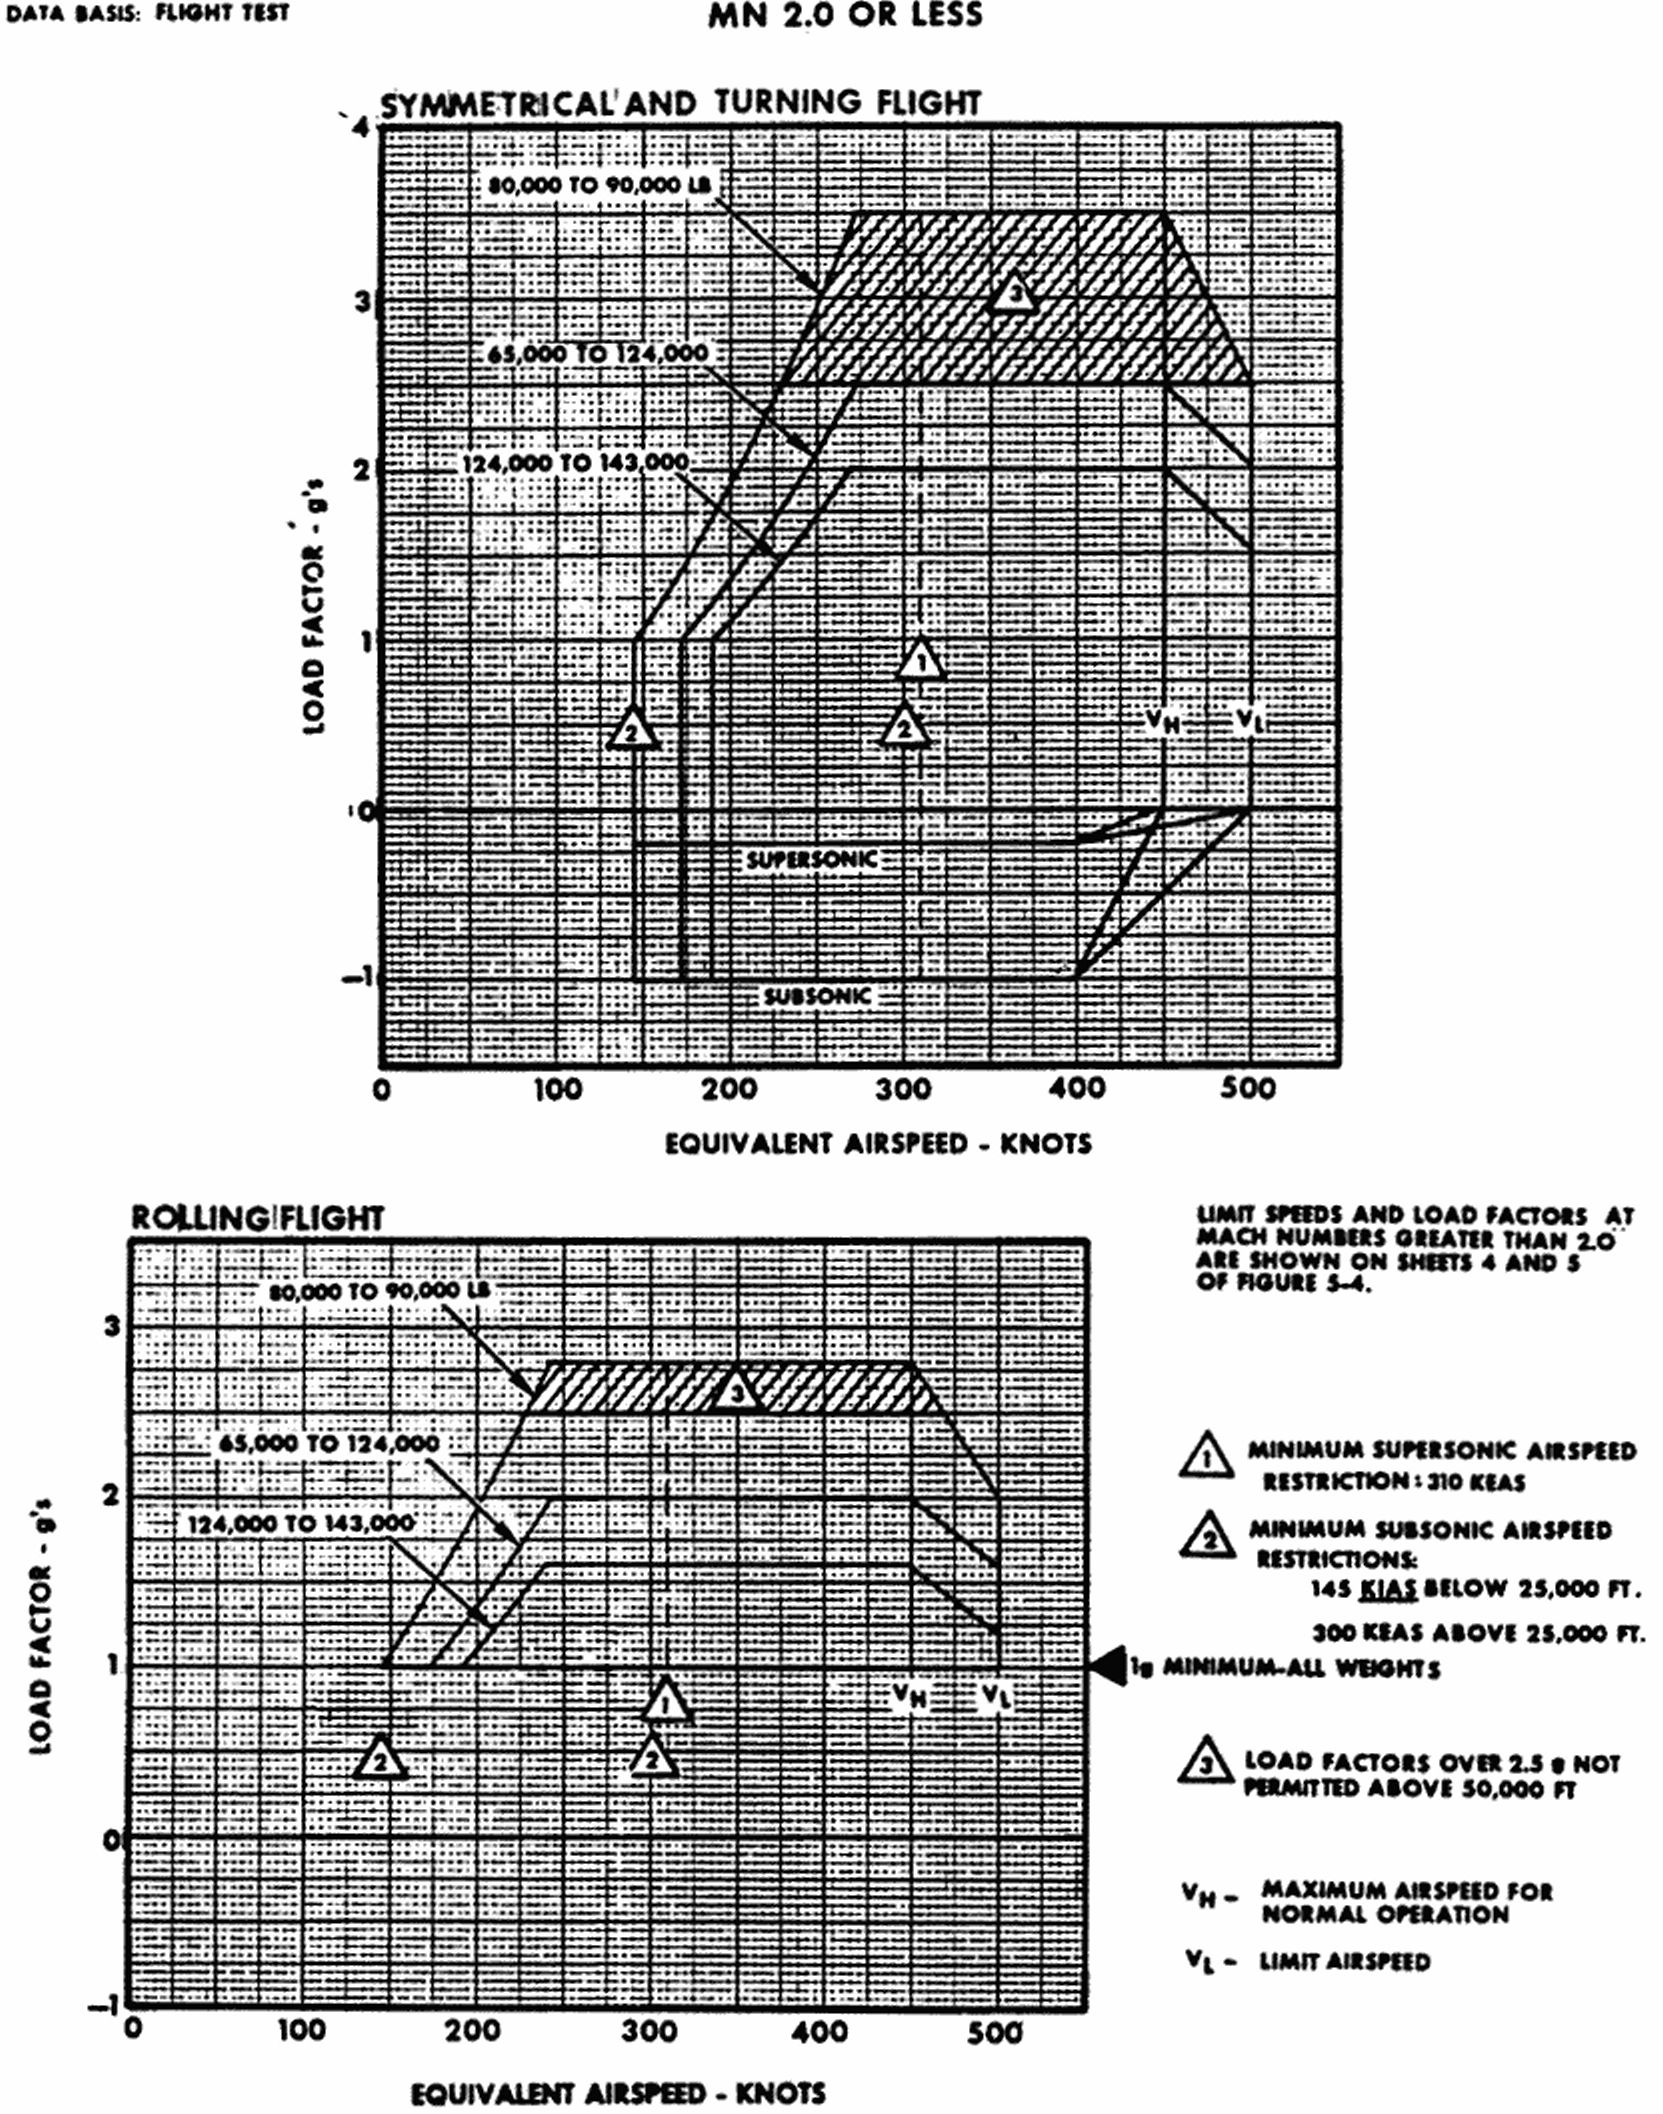 DATA BASIS: FLIGHT TEST
MN 2.0 OR LESS
SYMMETRICAL AND TURNING FLIGHT
4
80,000 TO 90,000 LB
3
3
65,000 TO 124,000
124,000 TO 143,000
2
LOAD FACTOR - g's
1
1
2
2
VH
VL
0
SUPERSONIC
-1
SUBSONIC
0 100 200 300 400 500
EQUIVALENT AIRSPEED - KNOTS
ROLLING FLIGHT
80,000 TO 90,000 LB
3
3
65,000 TO 124,000
2
124,000 TO 143,000
LOAD FACTOR - g's
1
1g MINIMUM-ALL WEIGHTS
VH
VL
1
2
2
0
-1
0 100 200 300 400 500
EQUIVALENT AIRSPEED - KNOTS
LIMIT SPEEDS AND LOAD FACTORS AT
MACH NUMBERS GREATER THAN 2.0
ARE SHOWN ON SHEETS 4 AND 5
OF FIGURE 5-4.
1 MINIMUM SUPERSONIC AIRSPEED
RESTRICTION: 310 KEAS
2 MINIMUM SUBSONIC AIRSPEED
RESTRICTIONS:
145 KIAS BELOW 25,000 FT.
300 KEAS ABOVE 25,000 FT.
3 LOAD FACTORS OVER 2.5 g NOT
PERMITTED ABOVE 50,000 FT
VH - MAXIMUM AIRSPEED FOR
NORMAL OPERATION
VL - LIMIT AIRSPEED